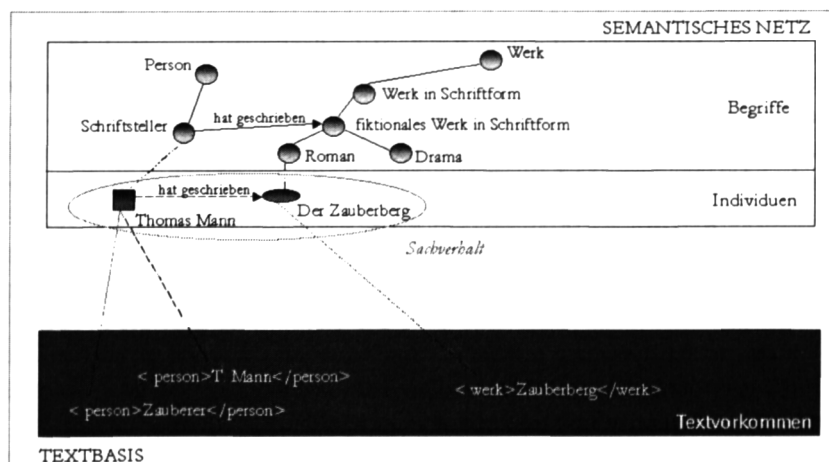 SEMANTISCHES NETZ
Werk
Person
Werk in Schriftform
Begriffe
hat geschrieben
Schriftsteller
fiktionales Werk in Schriftform
Roman
Drama
hat geschrieben
Individuen
Der Zauberberg
Thomas Mann
Sachverhalt
< person>T. Mann</person>
< werk>Zauberberg</werk>
< person>Zauberer</person>
Textvorkommen
TEXTBASIS